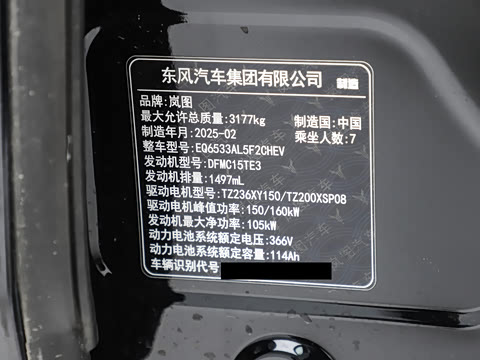 东风汽车集团有限公司 制造
品牌:岚图
最大允许总质量:3177kg 制造国:中国
制造年月:2025-02 乘坐人数:7
整车型号:EQ6533AL5F2CHEV
发动机型号:DFMC15TE3
发动机排量:1497mL
驱动电机型号:TZ236XY150/TZ200XSP08
驱动电机峰值功率:150/160kW
发动机最大净功率:105kW
动力电池系统额定电压:366V
动力电池系统额定容量:114Ah
车辆识别代号